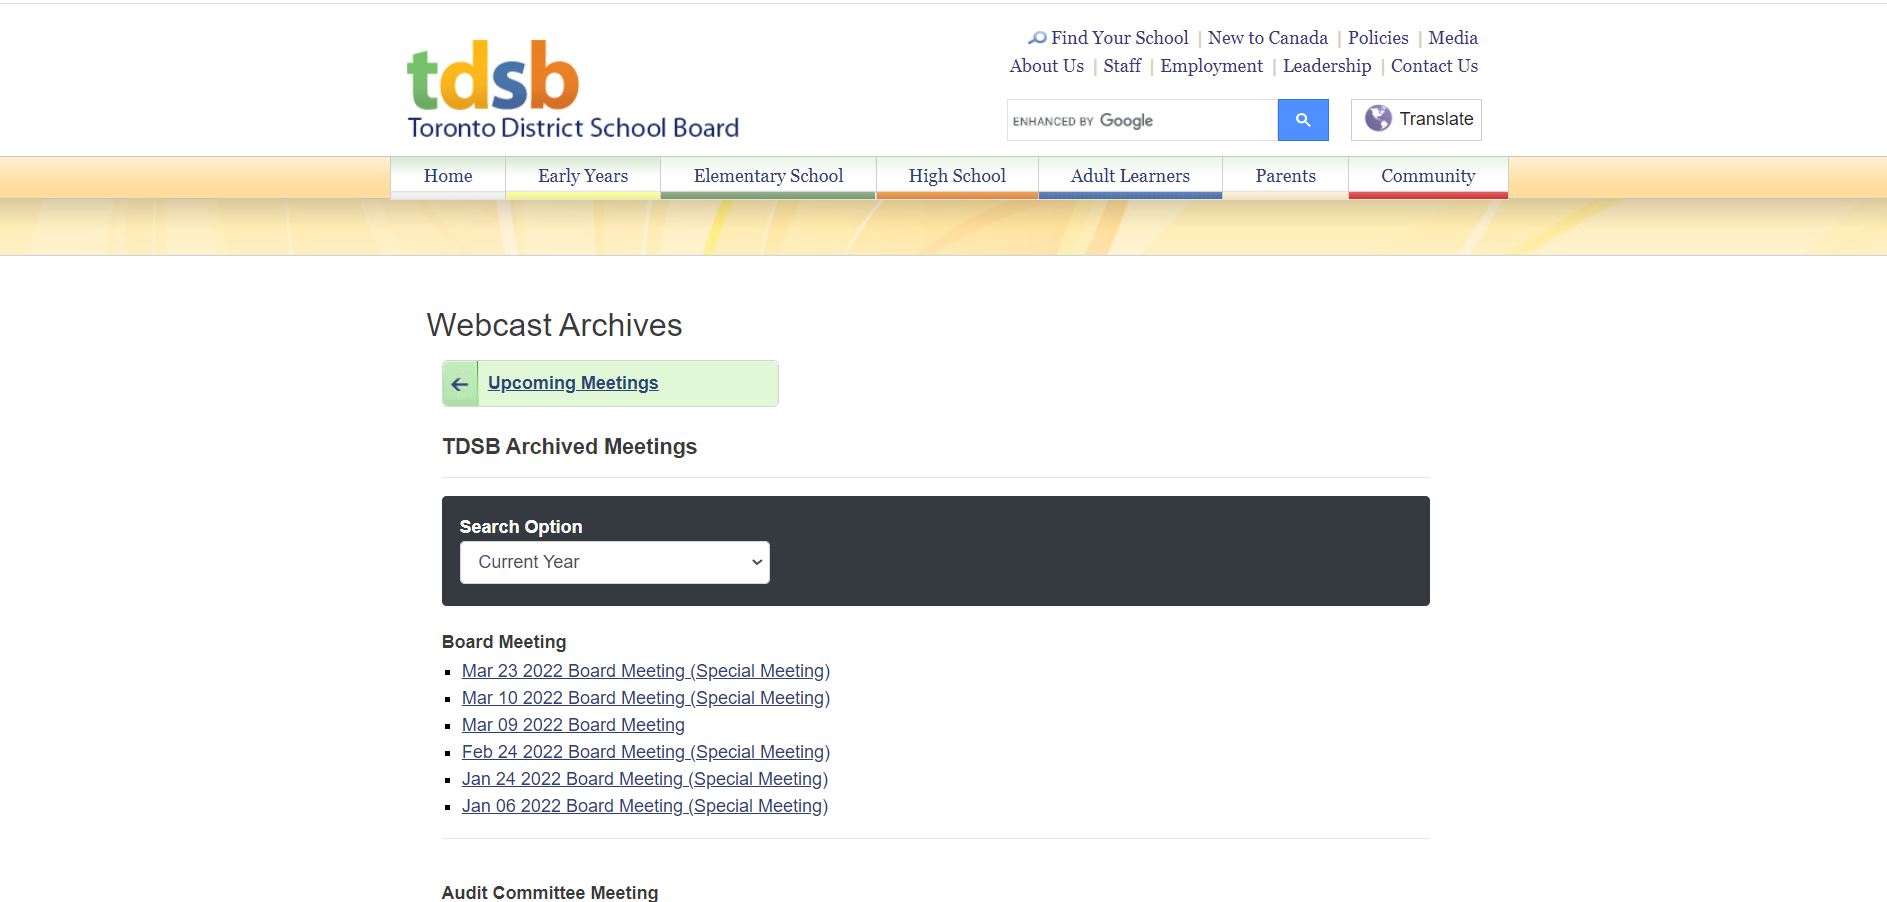 tdsb
Toronto District School Board
Find Your School | New to Canada | Policies | Media
About Us | Staff | Employment | Leadership | Contact Us
ENHANCED BY Google
Translate
Home
Early Years
Elementary School
High School
Adult Learners
Parents
Community
Webcast Archives
Upcoming Meetings
TDSB Archived Meetings
Search Option
Current Year
Board Meeting
Mar 23 2022 Board Meeting (Special Meeting)
Mar 10 2022 Board Meeting (Special Meeting)
Mar 09 2022 Board Meeting
Feb 24 2022 Board Meeting (Special Meeting)
Jan 24 2022 Board Meeting (Special Meeting)
Jan 06 2022 Board Meeting (Special Meeting)
Audit Committee Meeting